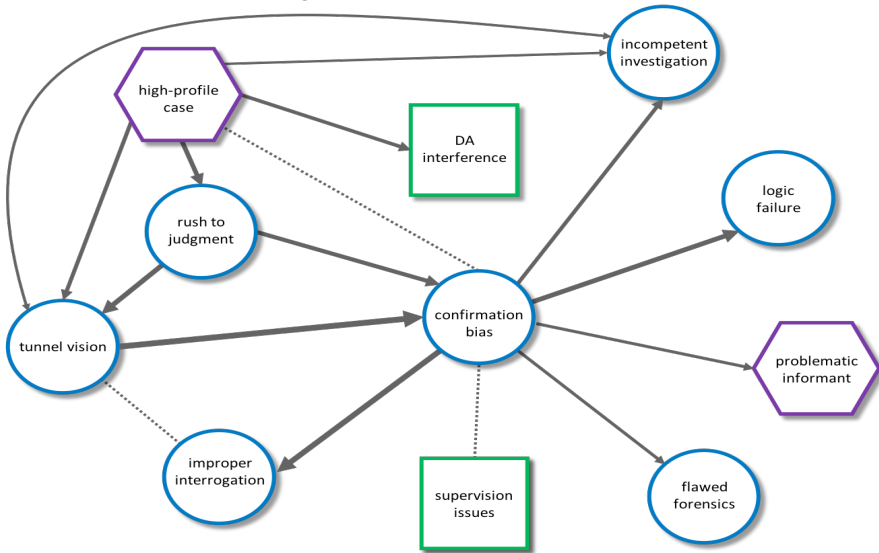 incompetent
investigation
high-profile
case
DA
interference
logic
failure
rush to
judgment
confirmation
bias
tunnel vision
problematic
informant
improper
interrogation
supervision
issues
flawed
forensics